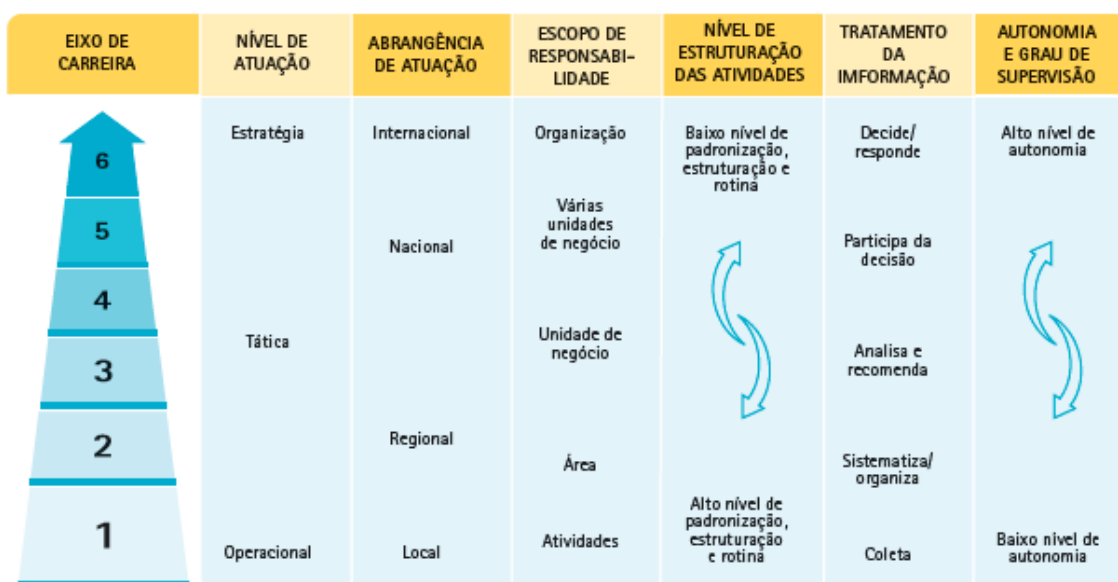 EIXO DE
CARREIRA
NÍVEL DE
ATUAÇÃO
ABRANGÊNCIA
DE ATUAÇÃO
ESCOPO DE
RESPONSABI-
LIDADE
NÍVEL DE
ESTRUTURAÇÃO
DAS ATIVIDADES
TRATAMENTO
DA
IMFORMAÇÃO
AUTONOMIA
E GRAU DE
SUPERVISÃO
6
5
4
3
2
1
Estratégia
Tática
Operacional
Internacional
Nacional
Regional
Local
Organização
Várias
unidades
de negócio
Unidade de
negócio
Área
Atividades
Baixo nível de
padronização,
estruturação e
rotina
Alto nível de
padronização,
estruturação
e rotina
Decide/
responde
Participa da
decisão
Analisa e
recomenda
Sistematiza/
organiza
Coleta
Alto nível de
autonomia
Baixo nível de
autonomia